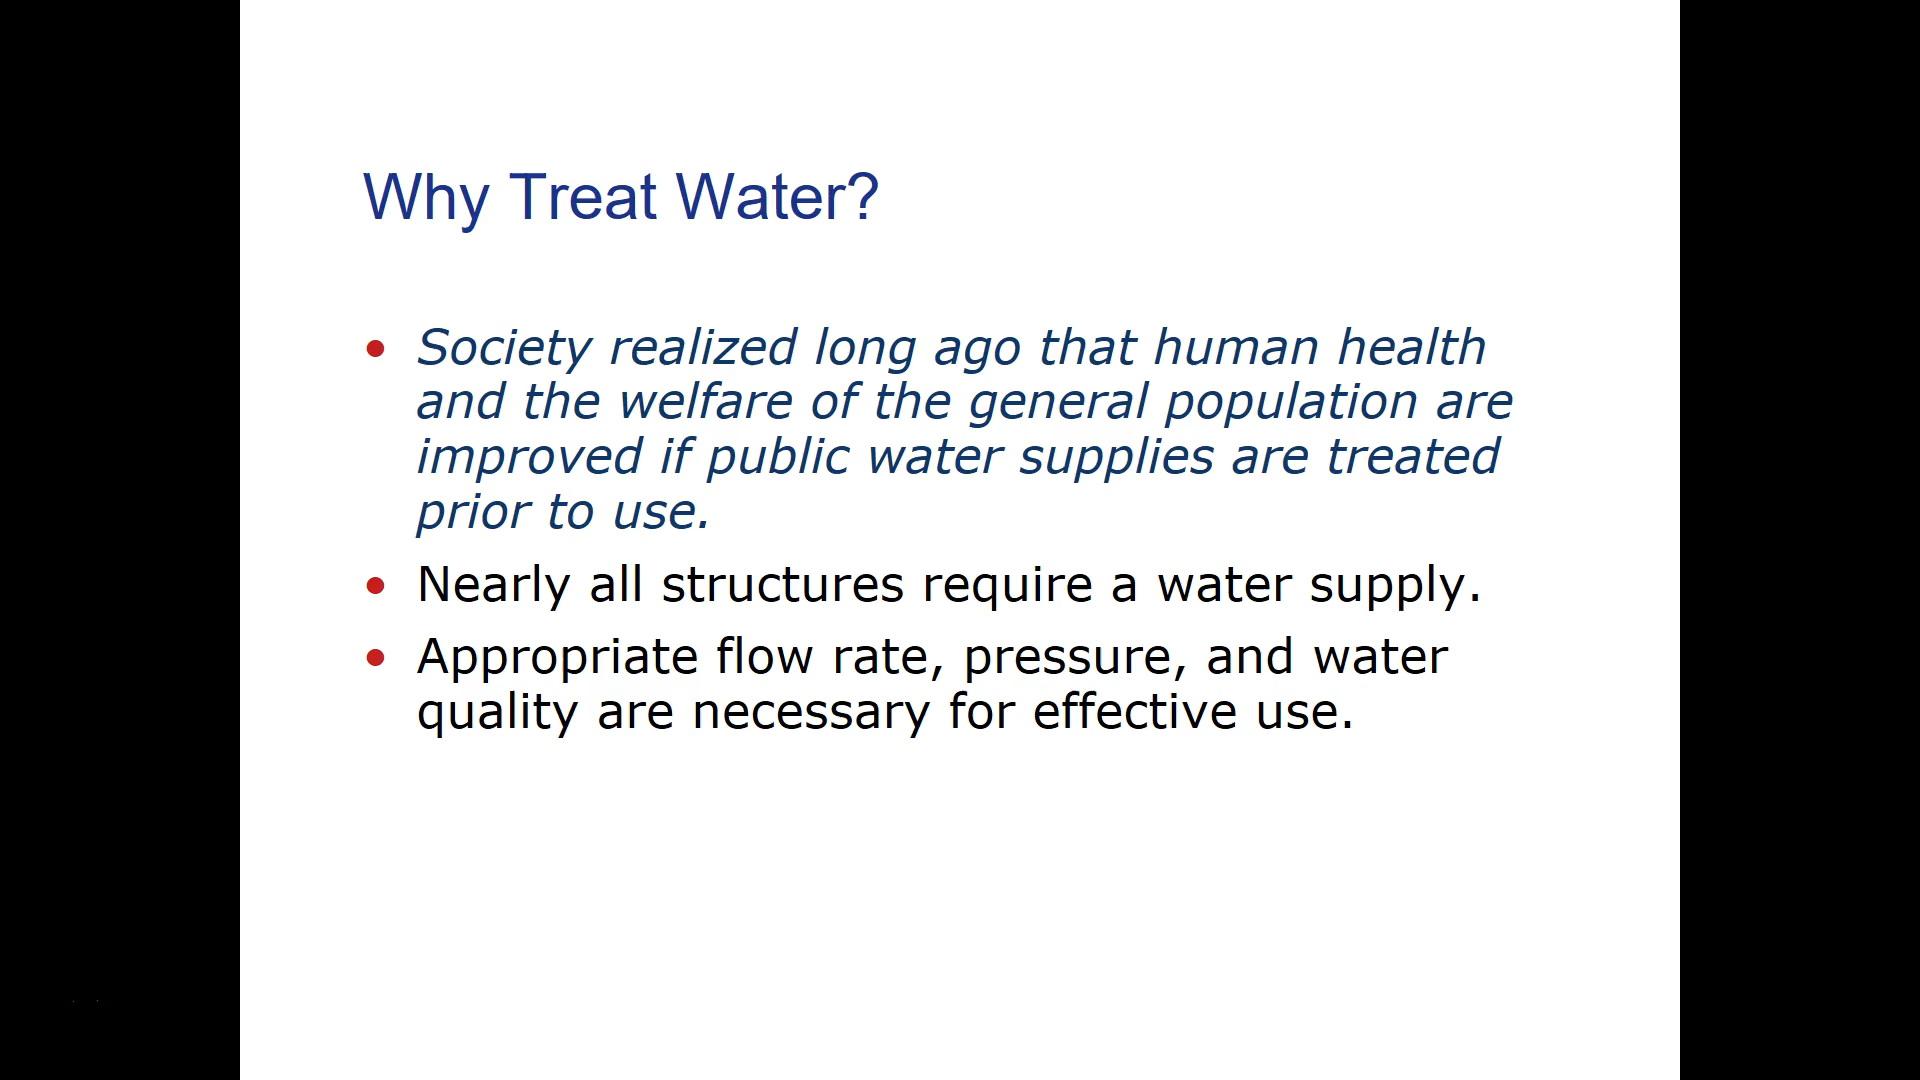 Why Treat Water?
• Society realized long ago that human health
and the welfare of the general population are
improved if public water supplies are treated
prior to use.
• Nearly all structures require a water supply.
• Appropriate flow rate, pressure, and water
quality are necessary for effective use.